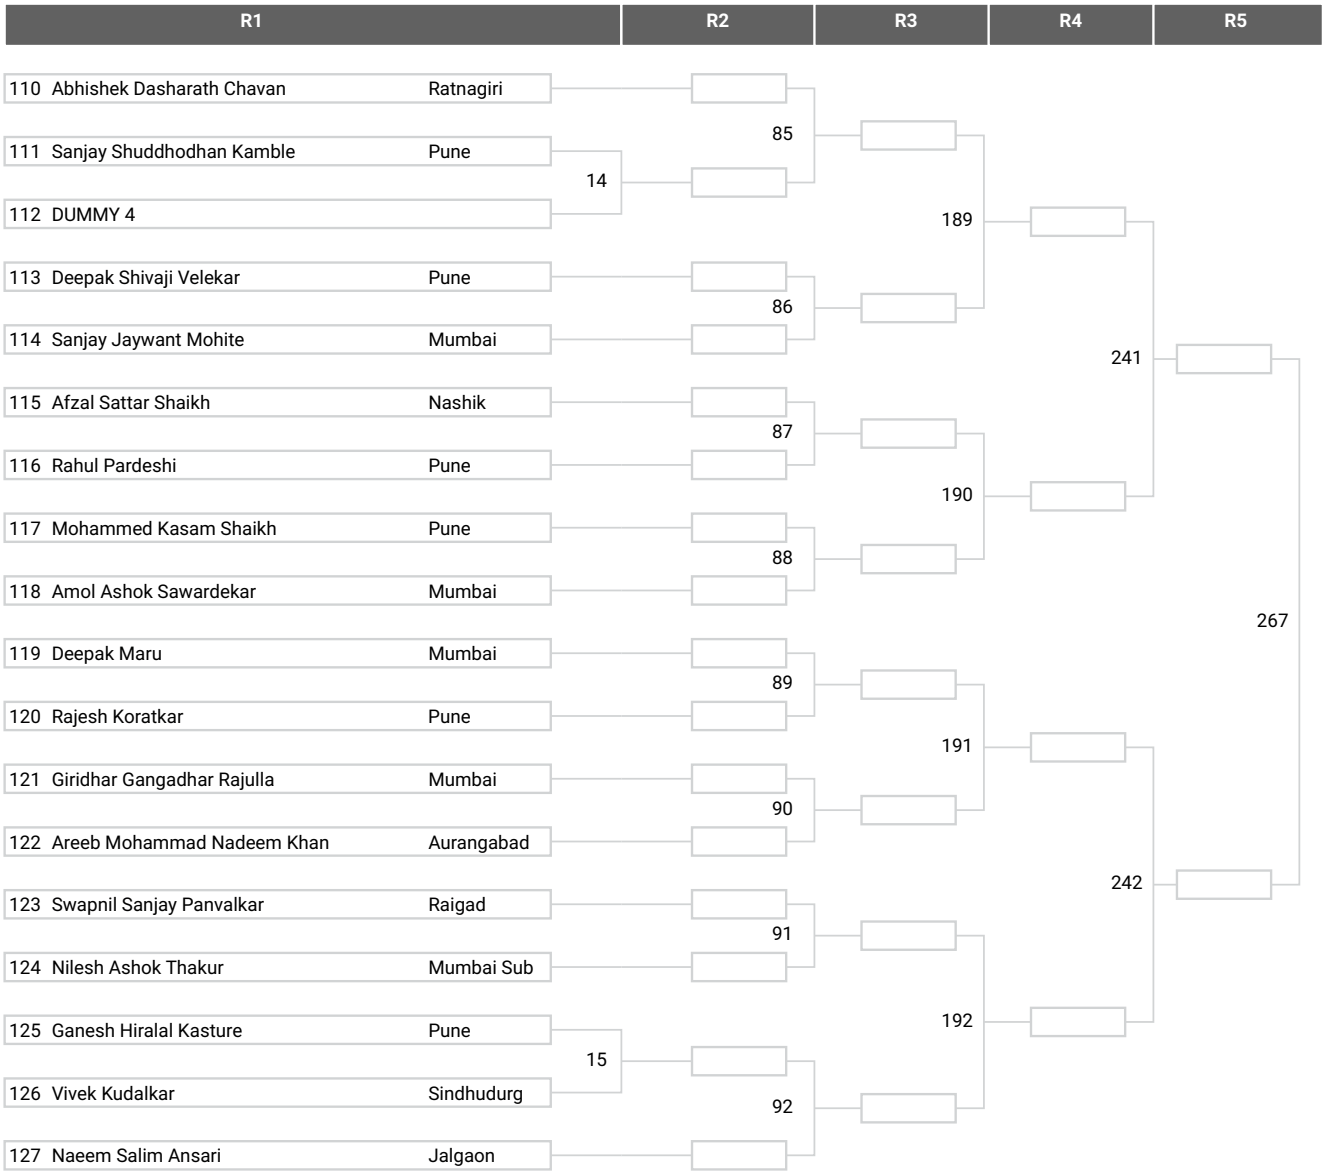 R1 R2 R3 R4 R5
110 Abhishek Dasharath Chavan Ratnagiri
85
111 Sanjay Shuddhodhan Kamble Pune
14
112 DUMMY 4
189
113 Deepak Shivaji Velekar Pune
86
114 Sanjay Jaywant Mohite Mumbai
241
115 Afzal Sattar Shaikh Nashik
87
116 Rahul Pardeshi Pune
190
117 Mohammed Kasam Shaikh Pune
88
118 Amol Ashok Sawardekar Mumbai
267
119 Deepak Maru Mumbai
89
120 Rajesh Koratkar Pune
191
121 Giridhar Gangadhar Rajulla Mumbai
90
122 Areeb Mohammad Nadeem Khan Aurangabad
242
123 Swapnil Sanjay Panvalkar Raigad
91
124 Nilesh Ashok Thakur Mumbai Sub
192
125 Ganesh Hiralal Kasture Pune
15
126 Vivek Kudalkar Sindhudurg
92
127 Naeem Salim Ansari Jalgaon